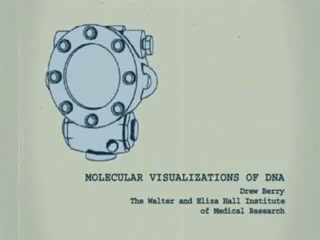 MOLECULAR VISUALIZATIONS OF DNA
Drew Berry
The Walter and Eliza Hall Institute
of Medical Research